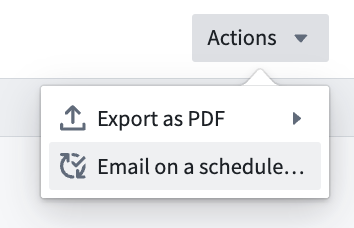 Actions
Export as PDF
Email on a schedule…